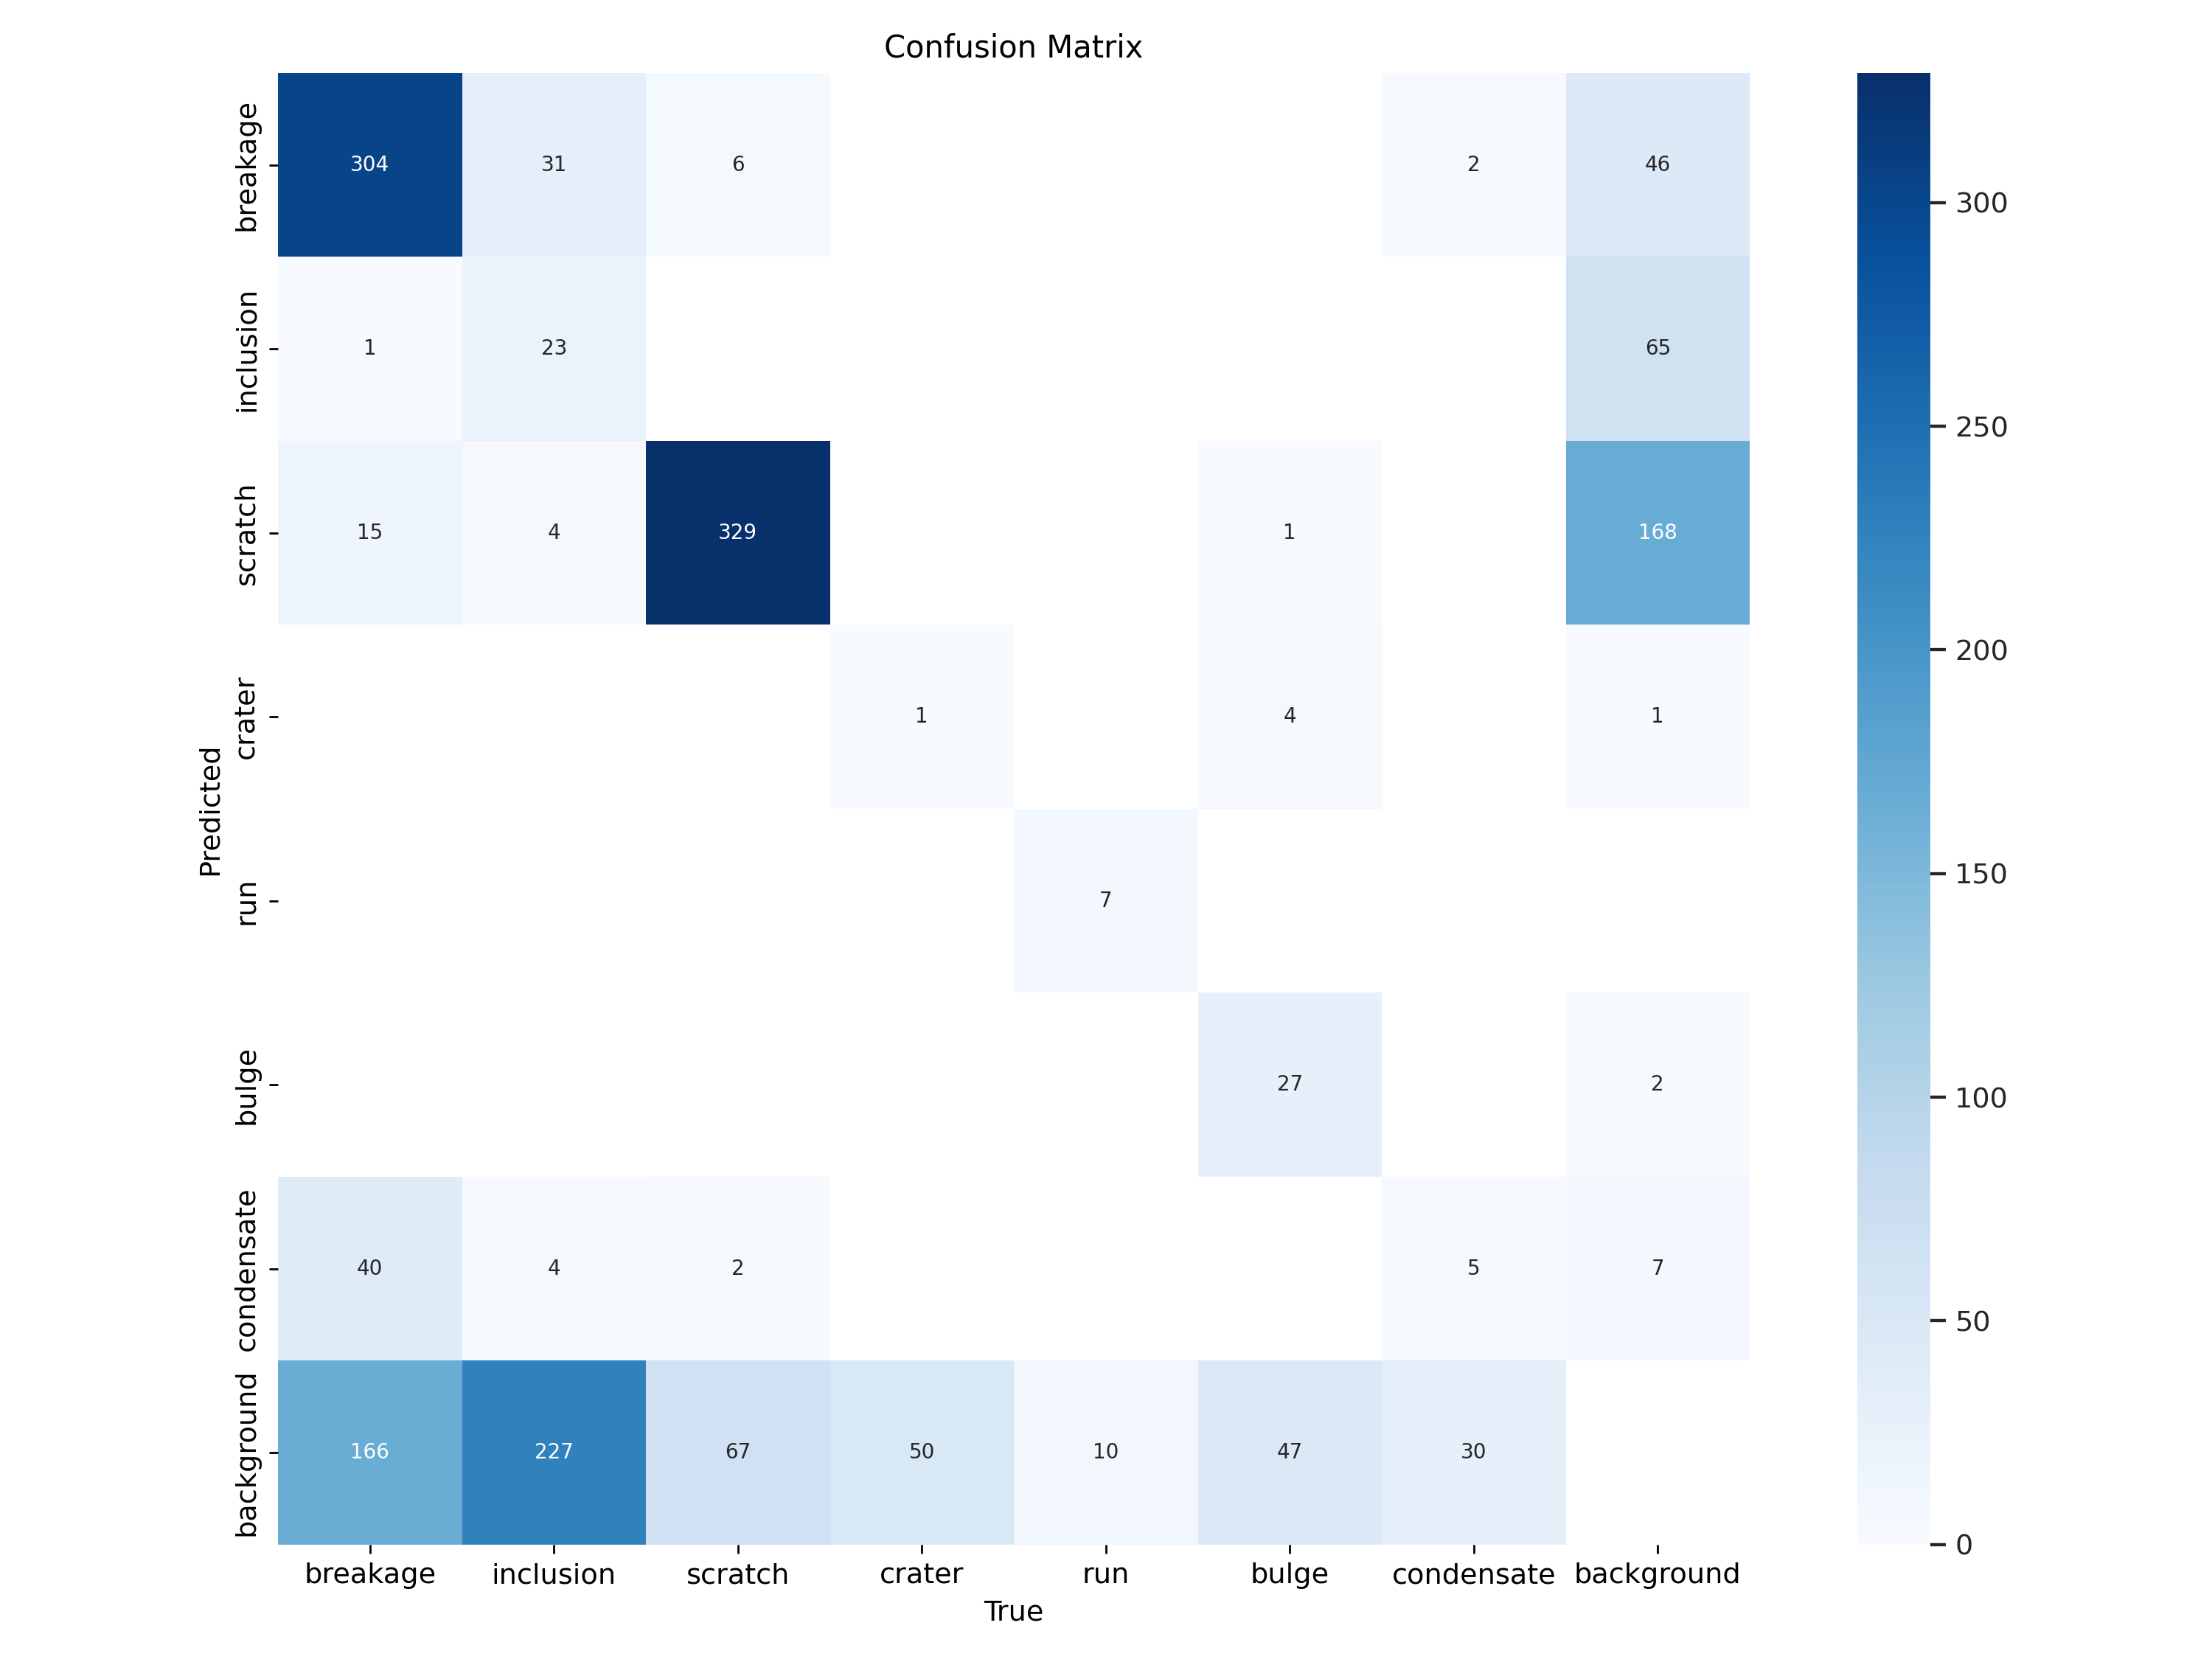 Confusion Matrix
breakage
304
31
6
2
46
inclusion
1
23
65
scratch
15
4
329
1
168
crater
1
4
1
run
7
bulge
27
2
condensate
40
4
2
5
7
background
166
227
67
50
10
47
30
Predicted
breakage
inclusion
scratch
crater
run
bulge
condensate
background
True
300
250
200
150
100
50
0